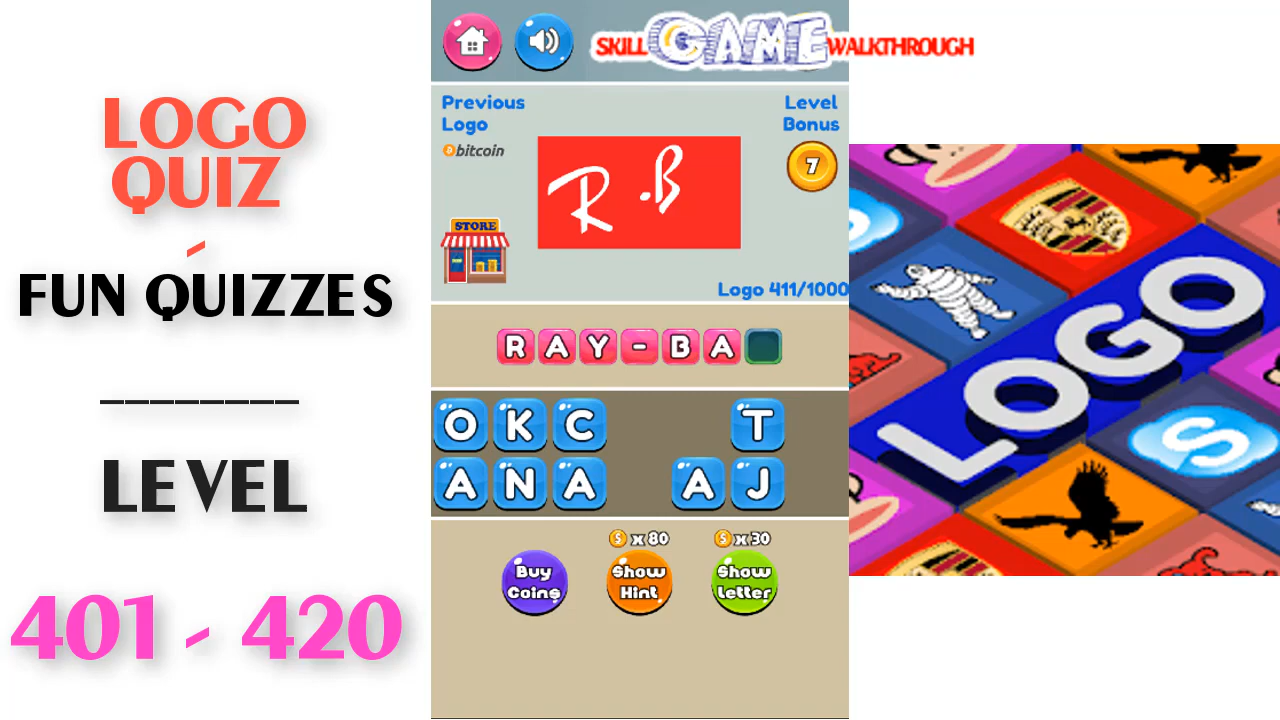 LOGO
QUIZ
-
FUN QUIZZES
________
LEVEL
401 - 420
SKILL GAME WALKTHROUGH
Previous
Logo
bitcoin
Level
Bonus
7
R .B
STORE
Logo 411/1000
R A Y - B A
O K C T
A N A A J
x 80
x 30
Buy
Coins
Show
Hint
Show
Letter
LOGO
S